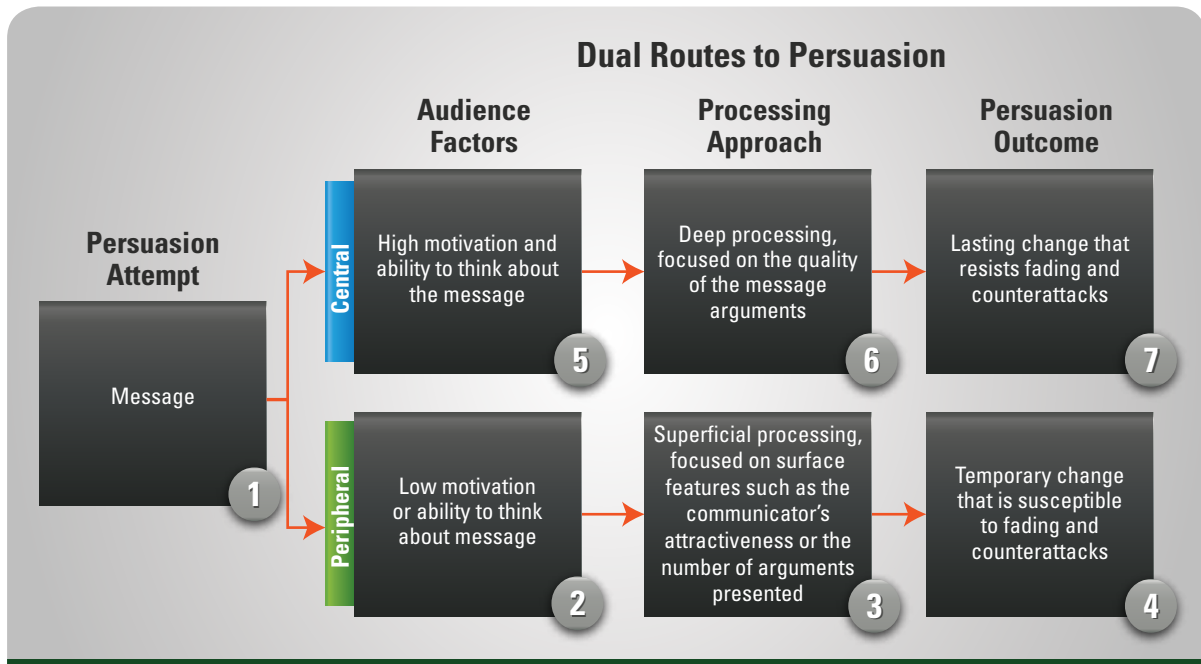 Dual Routes to Persuasion
Audience
Factors
Processing
Approach
Persuasion
Outcome
Persuasion
Attempt
Message
1
Central
High motivation and
ability to think about
the message
5
Deep processing,
focused on the quality
of the message
arguments
6
Lasting change that
resists fading and
counterattacks
7
Peripheral
Low motivation
or ability to think
about message
2
Superficial processing,
focused on surface
features such as the
communicator’s
attractiveness or the
number of arguments
presented
3
Temporary change
that is susceptible
to fading and
counterattacks
4